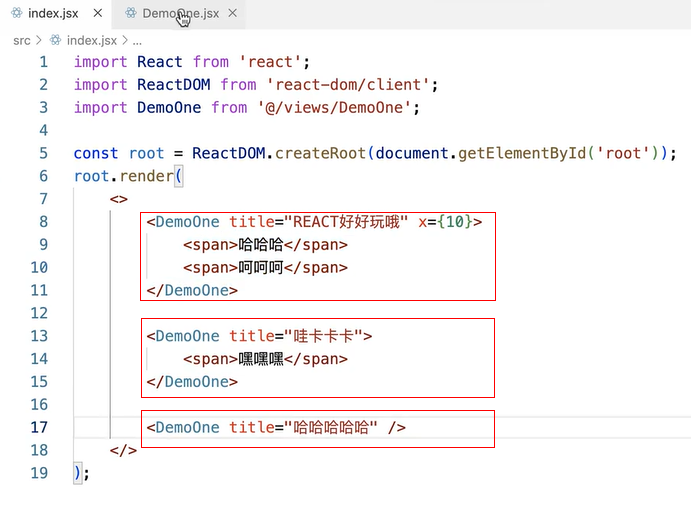 index.jsx DemoOne.jsx
src > index.jsx > ...
1 import React from 'react';
2 import ReactDOM from 'react-dom/client';
3 import DemoOne from '@/views/DemoOne';
4
5 const root = ReactDOM.createRoot(document.getElementById('root'));
6 root.render(
7 <>
8 <DemoOne title="REACT好好玩哦" x={10}>
9 <span>哈哈哈</span>
10 <span>呵呵呵</span>
11 </DemoOne>
12
13 <DemoOne title="哇卡卡卡">
14 <span>嘿嘿嘿</span>
15 </DemoOne>
16
17 <DemoOne title="哈哈哈哈哈" />
18 </>
19 );